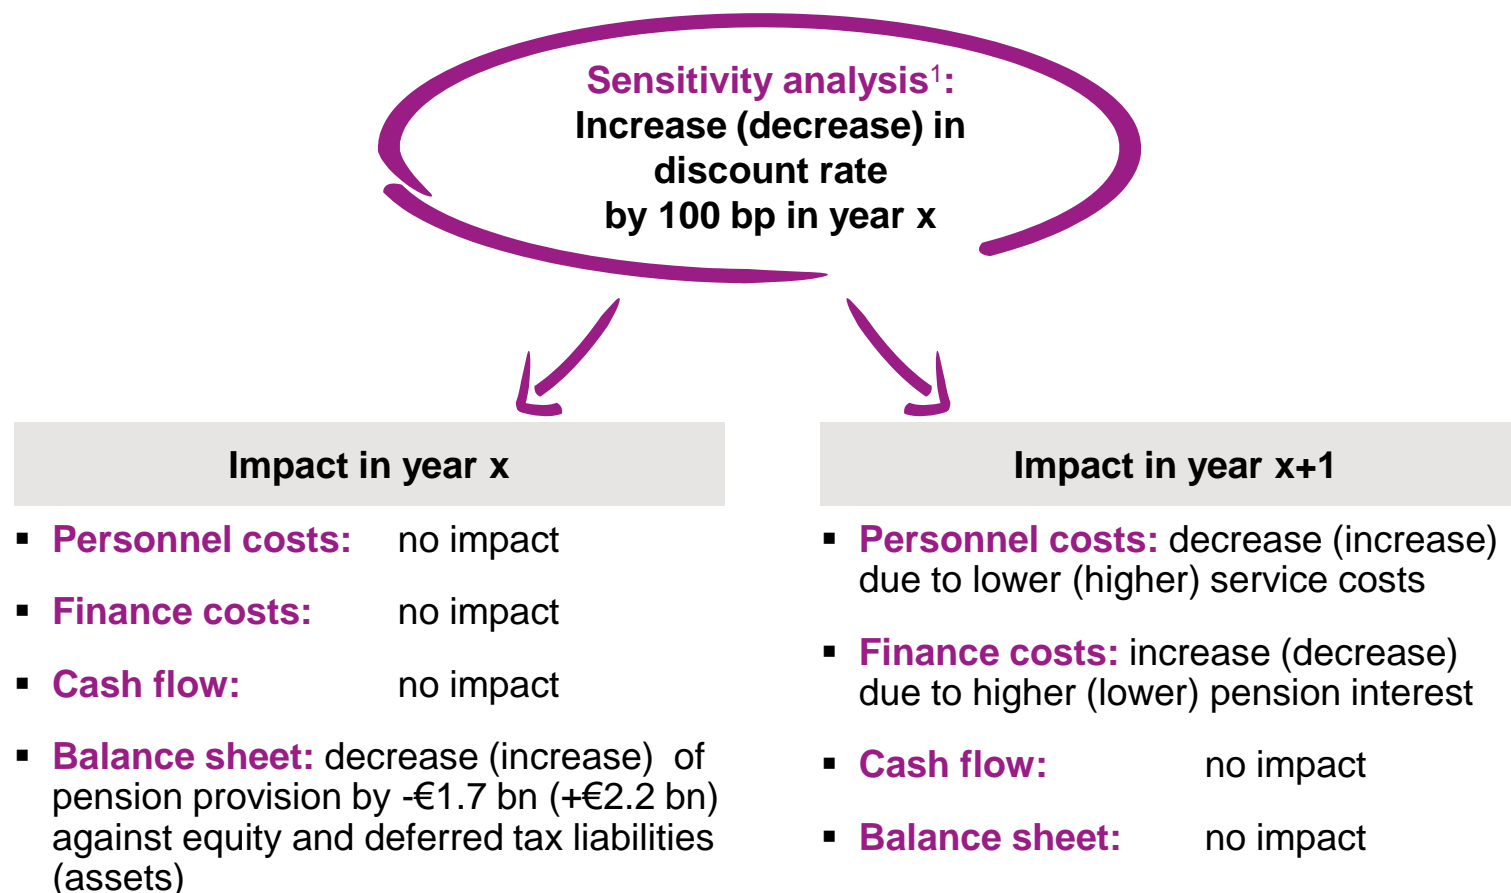 Sensitivity analysis¹:
Increase (decrease) in
discount rate
by 100 bp in year x
Impact in year x
▪ Personnel costs: no impact
▪ Finance costs: no impact
▪ Cash flow: no impact
▪ Balance sheet: decrease (increase) of
pension provision by -€1.7 bn (+€2.2 bn)
against equity and deferred tax liabilities
(assets)
Impact in year x+1
▪ Personnel costs: decrease (increase)
due to lower (higher) service costs
▪ Finance costs: increase (decrease)
due to higher (lower) pension interest
▪ Cash flow: no impact
▪ Balance sheet: no impact